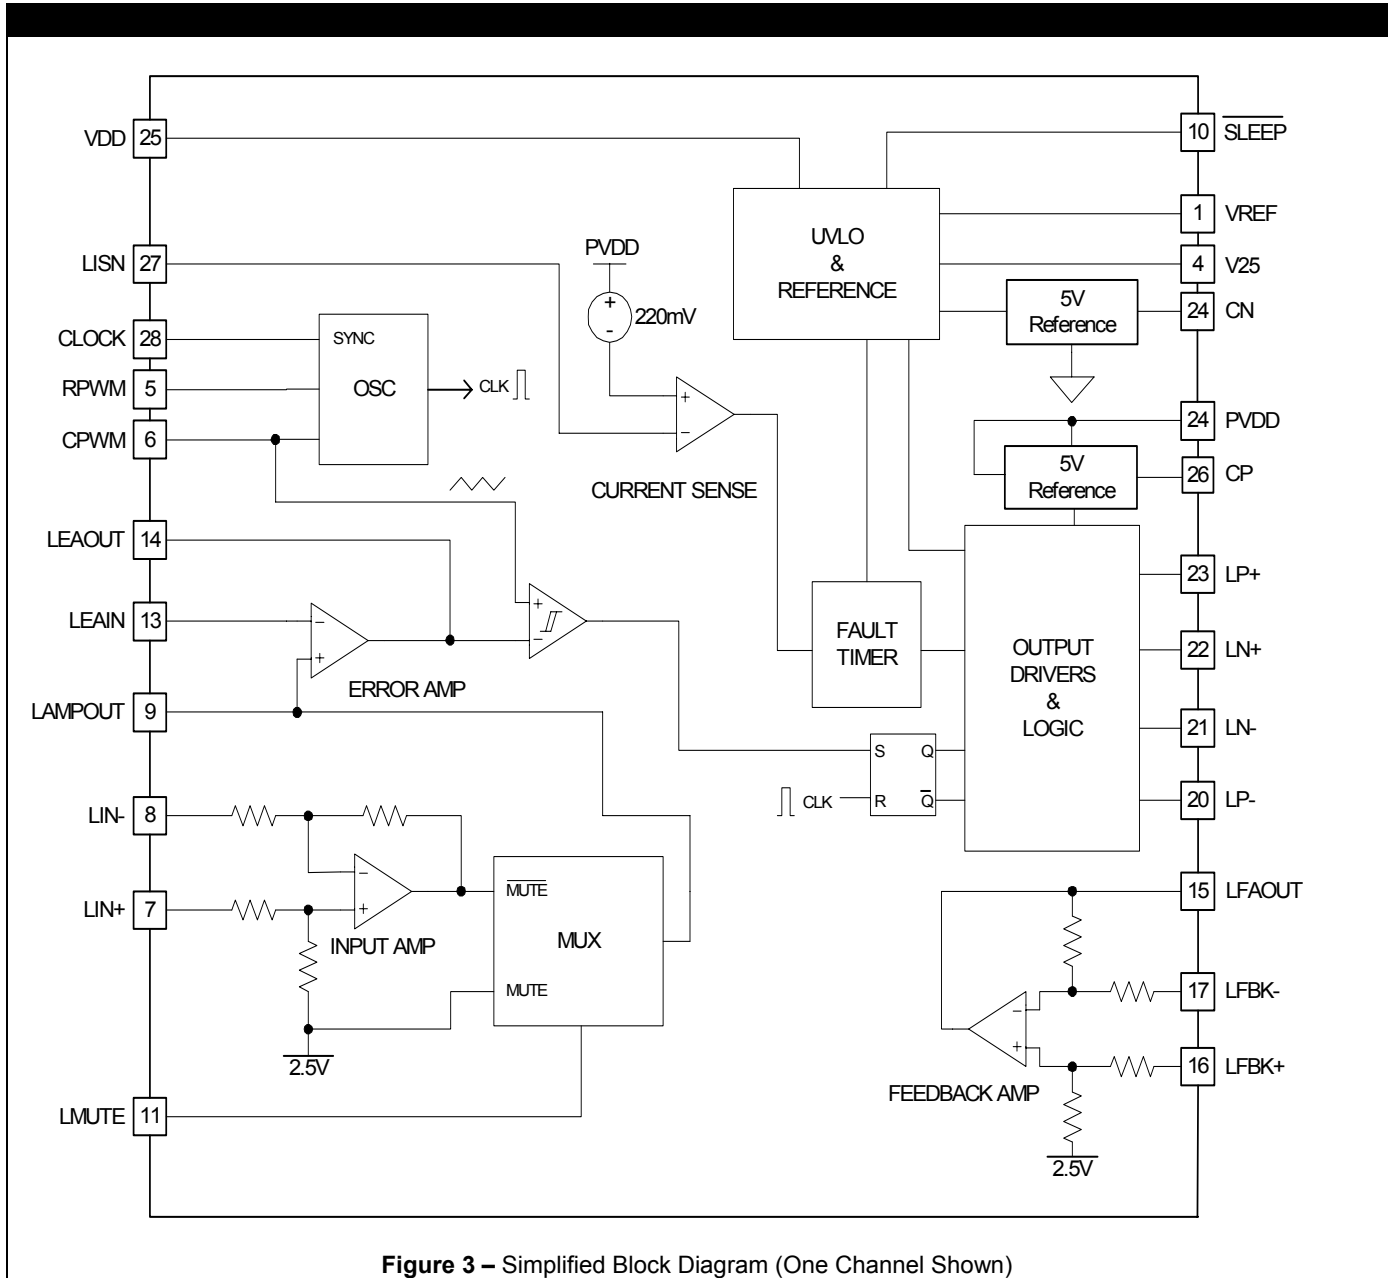 VDD 25
10 SLEEP
1 VREF
UVLO
&
REFERENCE
PVDD
LISN 27
4 V25
5V
Reference
24 CN
+
-
220mV
CLOCK 28
SYNC
RPWM 5
OSC
CLK
CPWM 6
+
-
24 PVDD
5V
Reference
26 CP
CURRENT SENSE
LEAOUT 14
23 LP+
LEAIN 13
-
+
+
-
FAULT
TIMER
OUTPUT
DRIVERS
&
LOGIC
22 LN+
ERROR AMP
LAMPOUT 9
21 LN-
S Q
CLK R Q
20 LP-
LIN- 8
-
+
MUTE
LIN+ 7
INPUT AMP
MUX
MUTE
2.5V
15 LFAOUT
17 LFBK-
-
+
16 LFBK+
FEEDBACK AMP
LMUTE 11
2.5V
Figure 3 – Simplified Block Diagram (One Channel Shown)